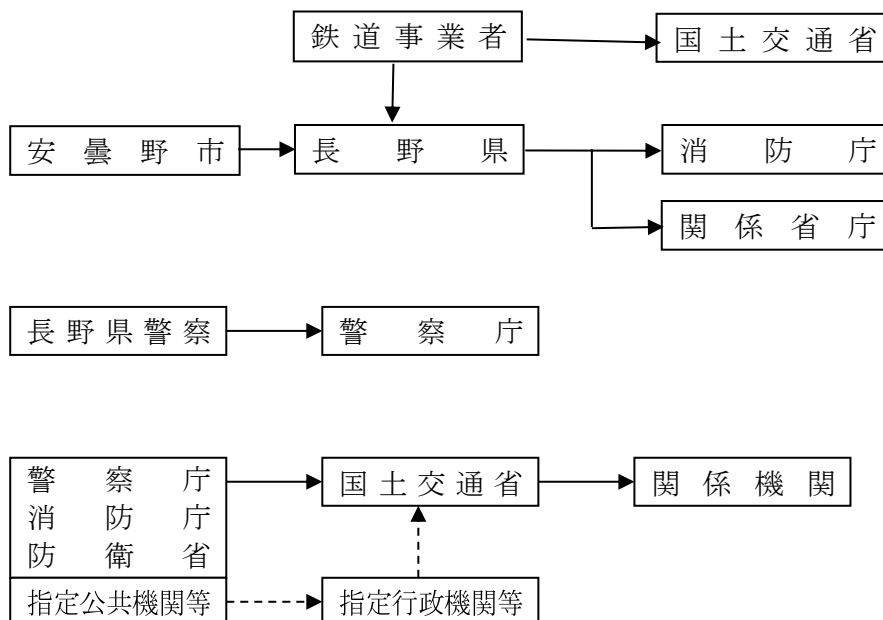 鉄道事業者
国土交通省
安曇野市
長野県
消防庁
関係省庁
長野県警察
警察庁
警察庁
消防庁
防衛省
国土交通省
関係機関
指定公共機関等
指定行政機関等